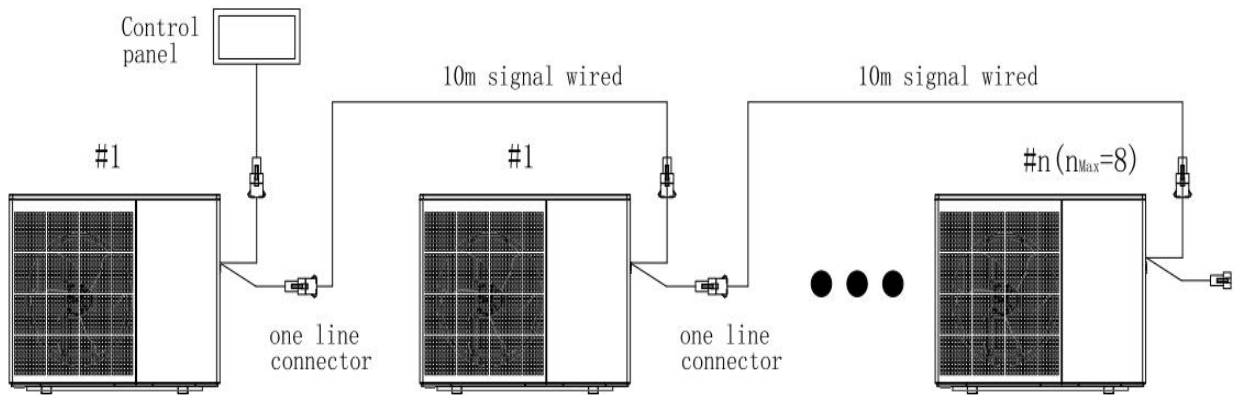 Control
panel
10m signal wired
10m signal wired
#1
#1
#n(nMax=8)
one line
connector
one line
connector